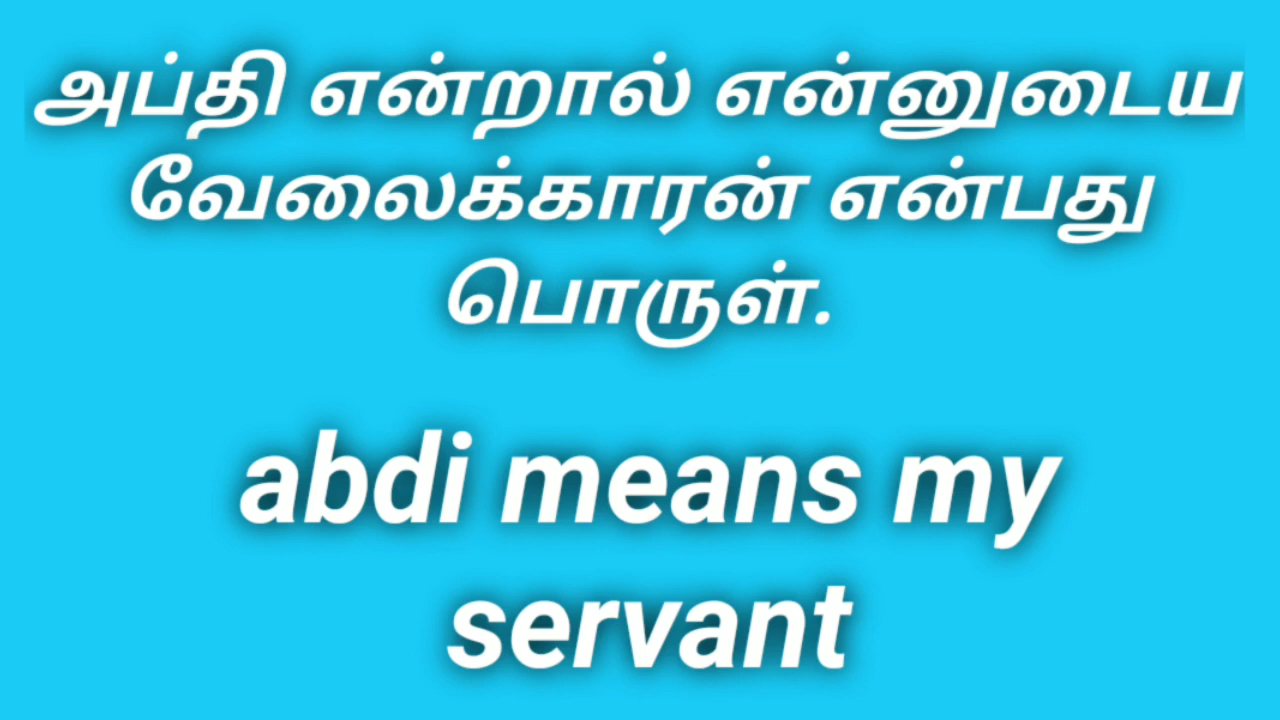 அப்தி என்றால் என்னுடைய
வேலைக்காரன் என்பது
பொருள்.
abdi means my
servant